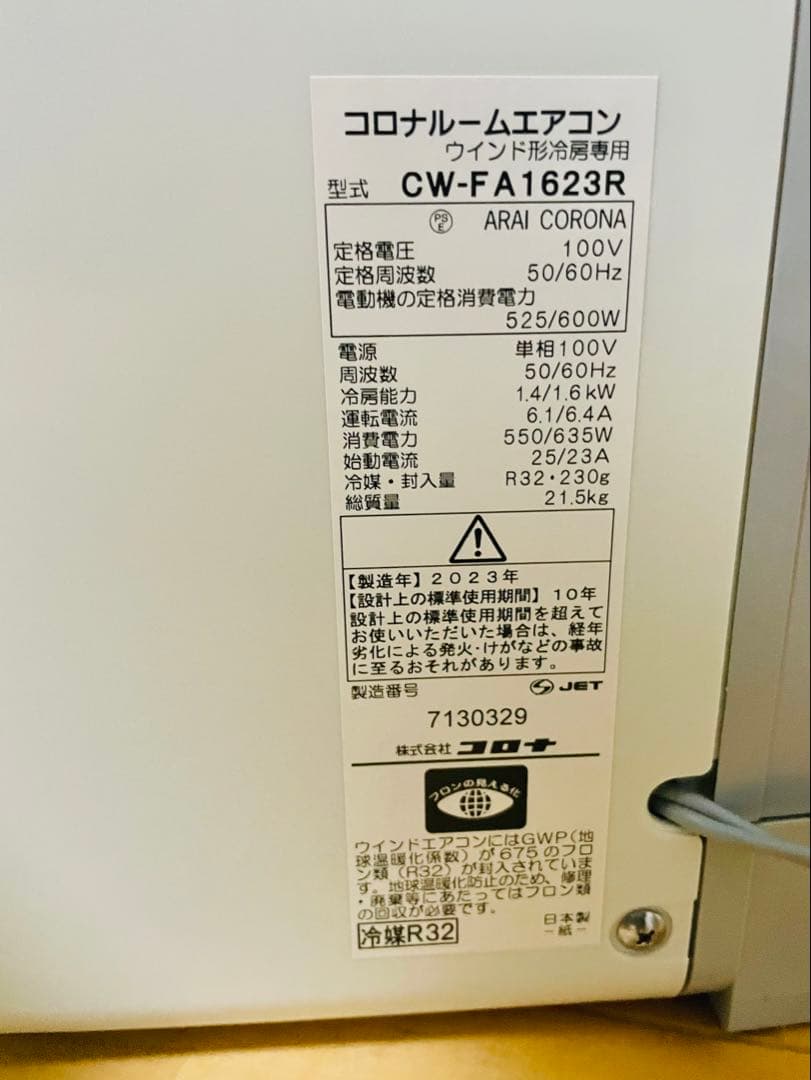 コロナルームエアコン
ウインド形冷房専用
型式 CW-FA1623R
PS E ARAI CORONA
定格電圧 100V
定格周波数 50/60Hz
電動機の定格消費電力
525/600W
電源 単相100V
周波数 50/60Hz
冷房能力 1.4/1.6kW
運転電流 6.1/6.4A
消費電力 550/635W
始動電流 25/23A
冷媒・封入量 R32・230g
総質量 21.5kg
【製造年】2023年
【設計上の標準使用期間】10年
設計上の標準使用期間を超えて
お使いいただいた場合は、経年
劣化による発火・けがなどの事故
に至るおそれがあります。
製造番号 JET
7130329
株式会社 コロナ
フロンの見える化
ウインドエアコンにはGWP(地
球温暖化係数)が675のフロ
ン類(R32)が封入されていま
す。地球温暖化防止のため、修理
・廃棄等にあたってはフロン類
の回収が必要です。
冷媒R32
日本製
-紙-